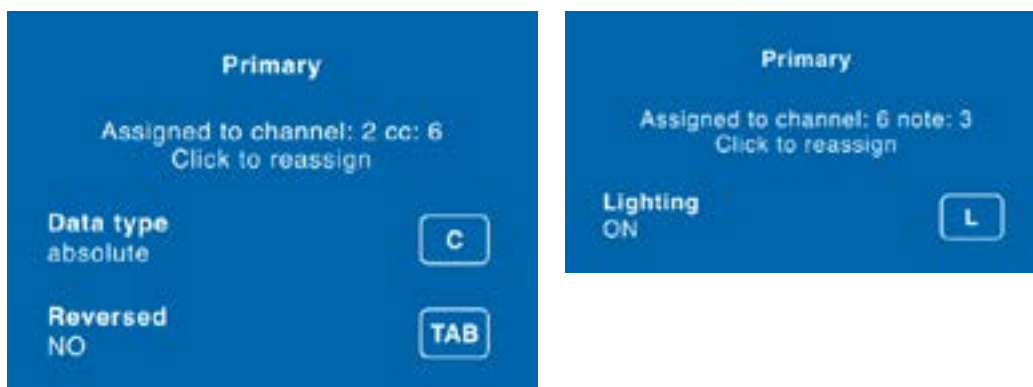 Primary
Assigned to channel: 2 cc: 6
Click to reassign
Data type
absolute
C
Reversed
NO
TAB
Primary
Assigned to channel: 6 note: 3
Click to reassign
Lighting
ON
L